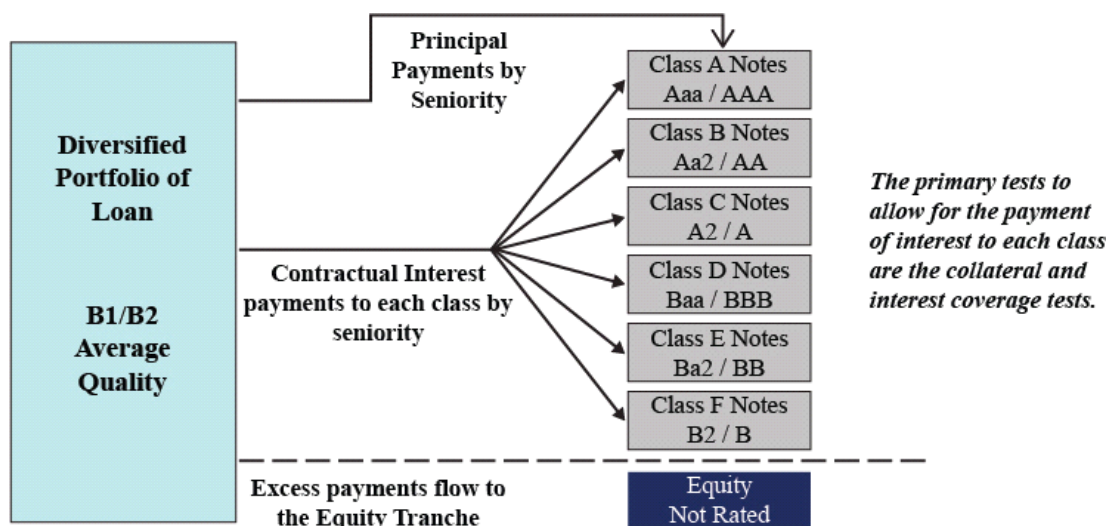 Diversified
Portfolio of
Loan
B1/B2
Average
Quality
Principal
Payments by
Seniority
Contractual Interest
payments to each class by
seniority
Class A Notes
Aaa / AAA
Class B Notes
Aa2 / AA
Class C Notes
A2 / A
Class D Notes
Baa / BBB
Class E Notes
Ba2 / BB
Class F Notes
B2 / B
The primary tests to
allow for the payment
of interest to each class
are the collateral and
interest coverage tests.
Excess payments flow to
the Equity Tranche
Equity
Not Rated